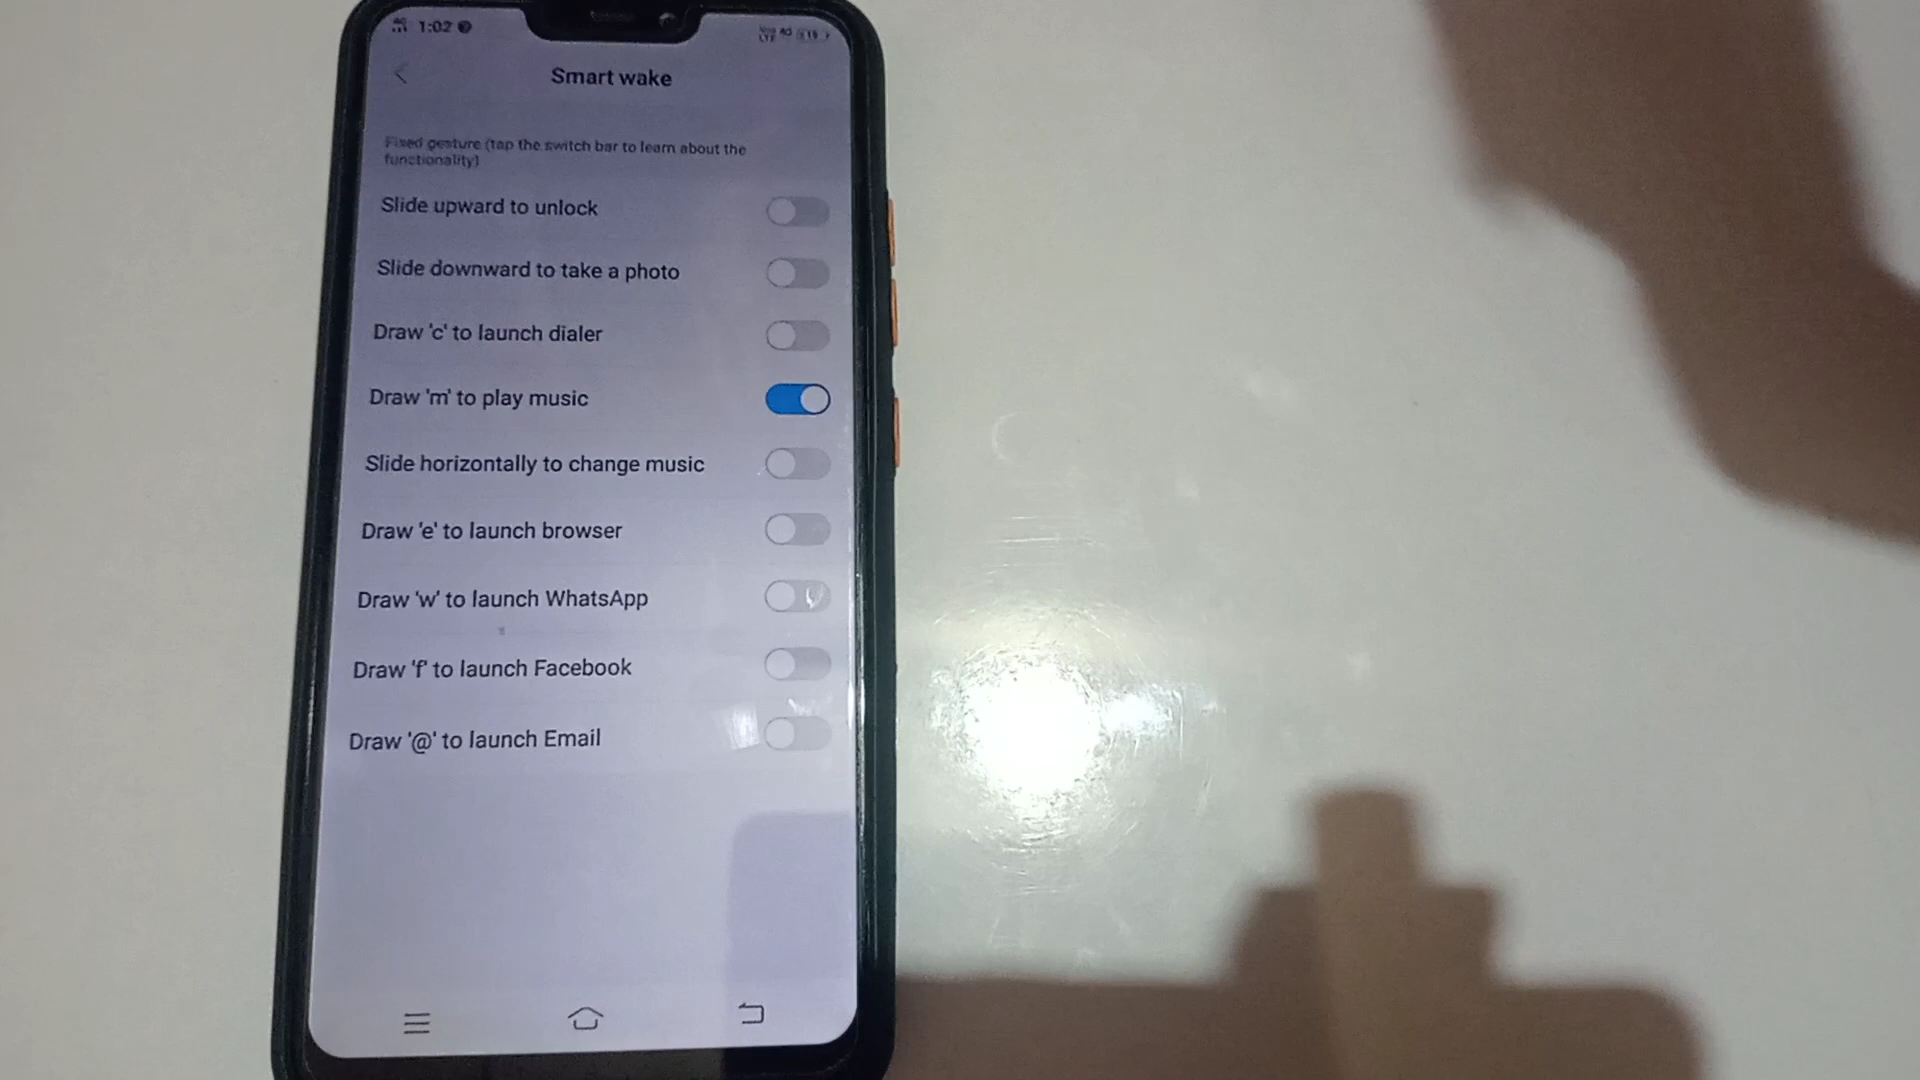 1:02
Smart wake
Fixed gesture (tap the switch bar to learn about the
functionality)
Slide upward to unlock
Slide downward to take a photo
Draw 'c' to launch dialer
Draw 'm' to play music
Slide horizontally to change music
Draw 'e' to launch browser
Draw 'w' to launch WhatsApp
Draw 'f' to launch Facebook
Draw '@' to launch Email